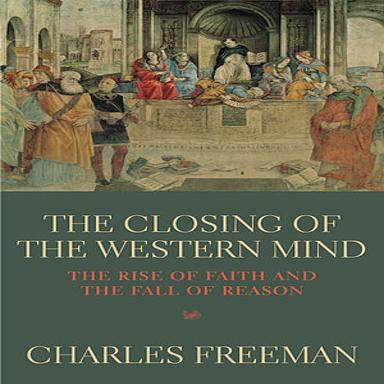 THE CLOSING OF
THE WESTERN MIND
THE RISE OF FAITH AND
THE FALL OF REASON
CHARLES FREEMAN